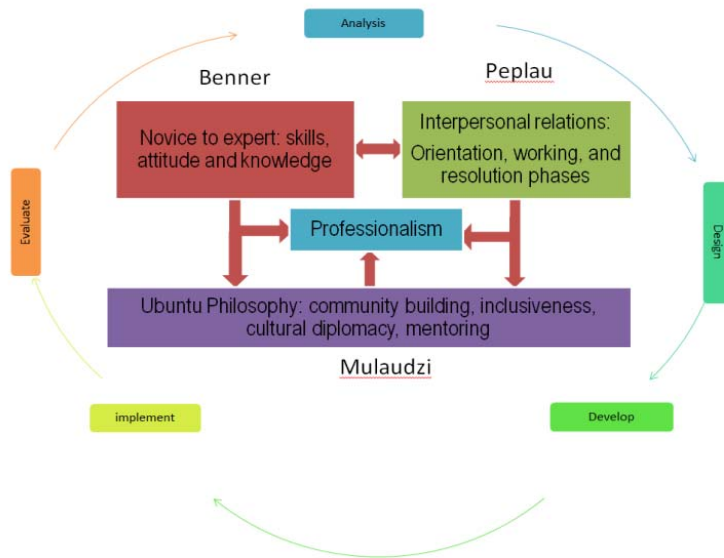 Analysis
Benner
Peplau
Novice to expert: skills,
attitude and knowledge
Interpersonal relations:
Orientation, working, and
resolution phases
Evaluate
Professionalism
Design
Ubuntu Philosophy: community building, inclusiveness,
cultural diplomacy, mentoring
Mulaudzi
implement
Develop